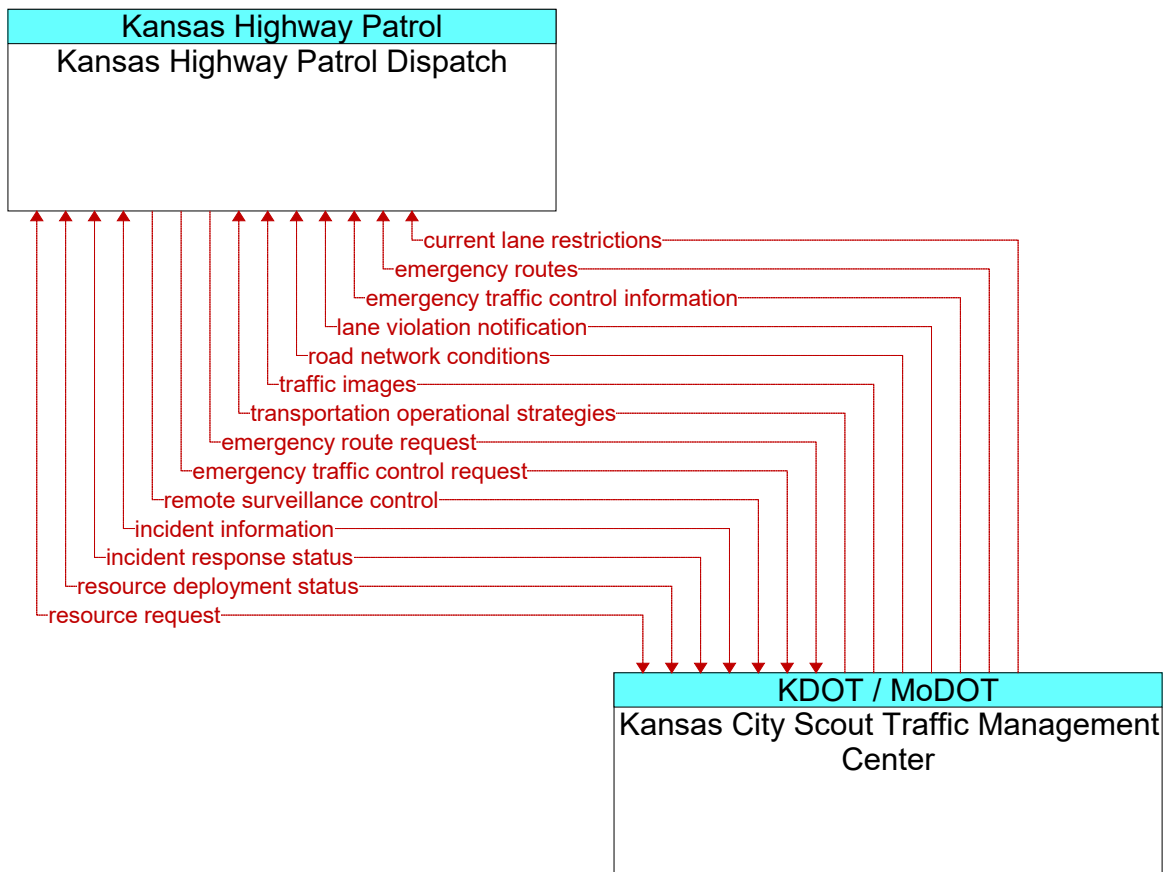 Kansas Highway Patrol
Kansas Highway Patrol Dispatch
current lane restrictions
emergency routes
emergency traffic control information
lane violation notification
road network conditions
traffic images
transportation operational strategies
emergency route request
emergency traffic control request
remote surveillance control
incident information
incident response status
resource deployment status
resource request
KDOT / MoDOT
Kansas City Scout Traffic Management
Center